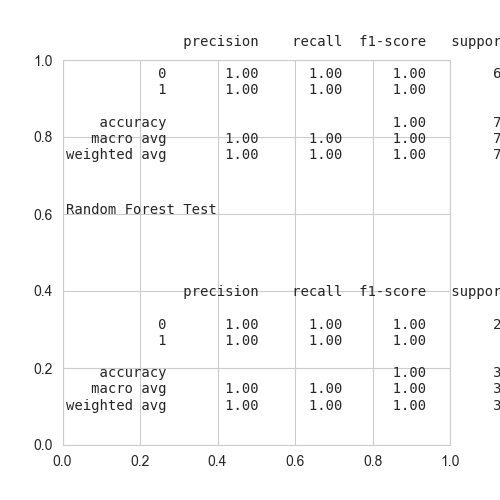 precision recall f1-score suppor
1.0
0 1.00 1.00 1.00 6
1 1.00 1.00 1.00
accuracy 1.00 7
0.8 macro avg 1.00 1.00 1.00 7
weighted avg 1.00 1.00 1.00 7
0.6 Random Forest Test
0.4 precision recall f1-score suppor
0 1.00 1.00 1.00 2
1 1.00 1.00 1.00
0.2 accuracy 1.00 3
macro avg 1.00 1.00 1.00 3
weighted avg 1.00 1.00 1.00 3
0.0
0.0 0.2 0.4 0.6 0.8 1.0